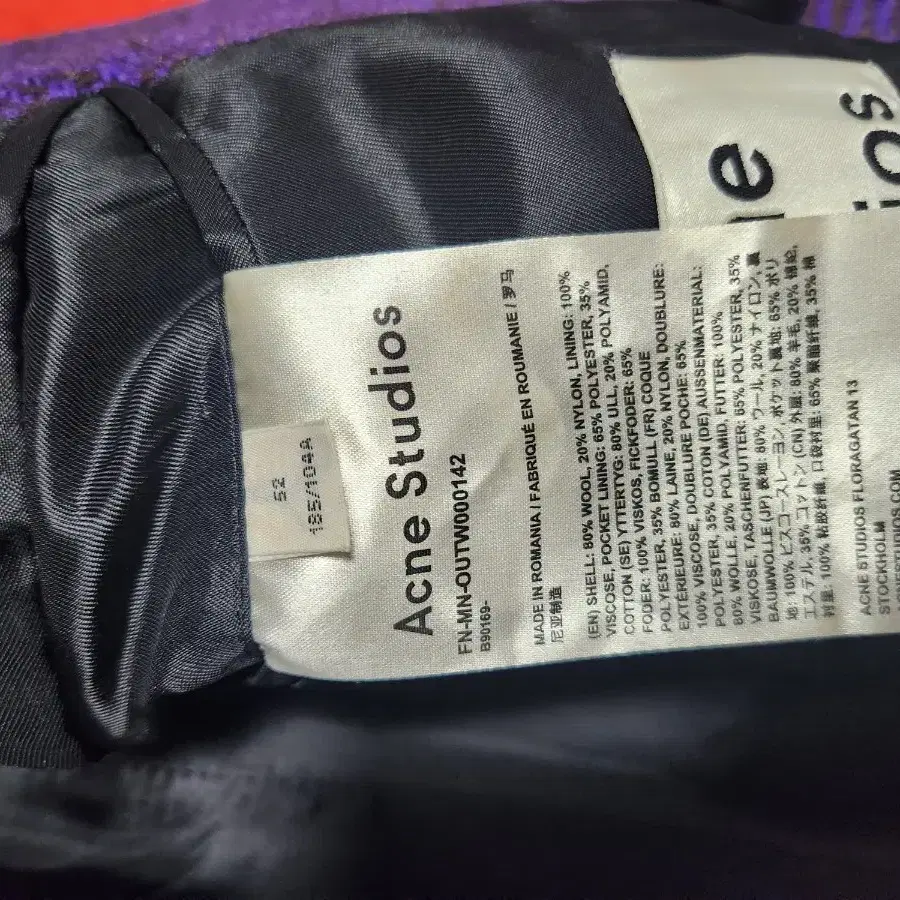 ne
ios
52
185/104A
Acne Studios
FN-MN-OUTW000142
B90169-
MADE IN ROMANIA / FABRIQUÉ EN ROUMANIE / 罗马
尼亚制造
(EN) SHELL: 80% WOOL, 20% NYLON, LINING: 100%
VISCOSE, POCKET LINING: 65% POLYESTER, 35%
COTTON (SE) YTTERTYG: 80% ULL, 20% POLYAMID,
FODER: 100% VISKOS, FICKFODER: 65%
POLYESTER, 35% BOMULL (FR) COQUE
EXTÉRIEURE: 80% LAINE, 20% NYLON, DOUBLURE:
100% VISCOSE, DOUBLURE POCHE: 65%
POLYESTER, 35% COTON (DE) AUSSENMATERIAL:
80% WOLLE, 20% POLYAMID, FUTTER: 100%
VISKOSE, TASCHENFUTTER: 65% POLYESTER, 35%
BAUMWOLLE (JP) 表地: 80% ウール, 20% ナイロン, 裏
地: 100% ビスコースレーヨン, ポケット裏地: 65% ポリ
エステル, 35% コットン (CN) 外层: 80% 羊毛, 20% 锦纶,
衬里: 100% 粘胶纤维, 口袋衬里: 65% 聚酯纤维, 35% 棉
ACNE STUDIOS FLORAGATAN 13
STOCKHOLM